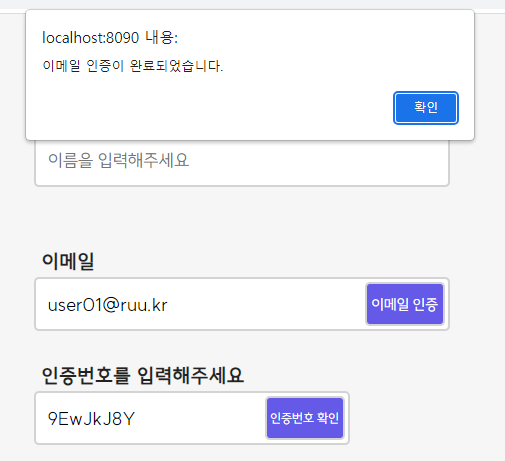 localhost:8090 내용:
이메일 인증이 완료되었습니다.
확인
이름을 입력해주세요
이메일
user01@ruu.kr
이메일 인증
인증번호를 입력해주세요
9EwJkJ8Y
인증번호 확인